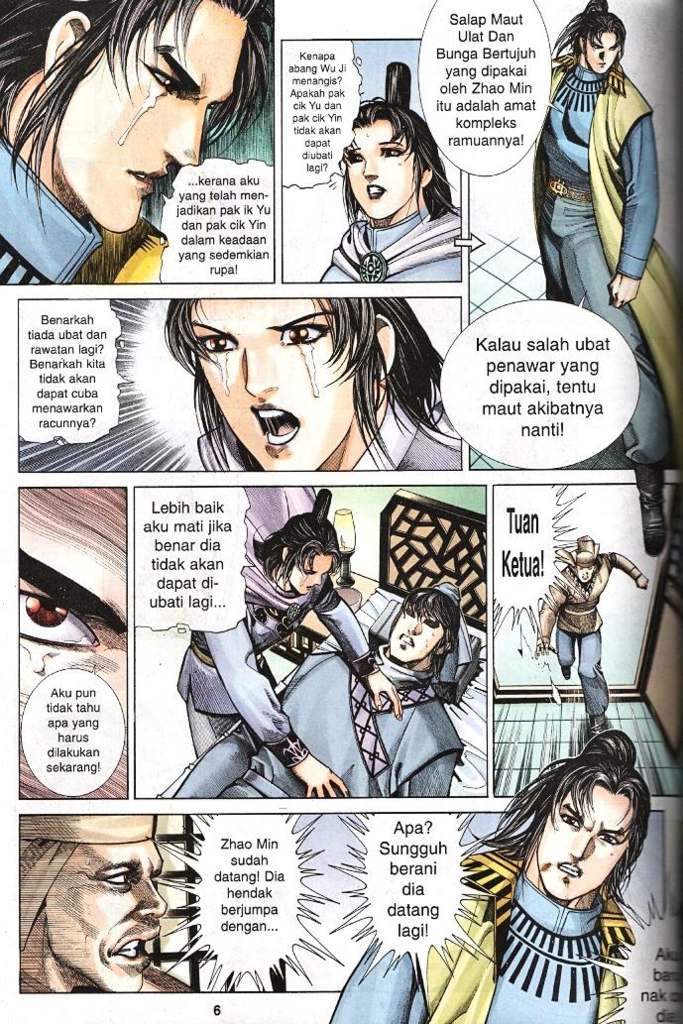 ...kerana aku
yang telah men-
jadikan pak ik Yu
dan pak cik Yin
dalam keadaan
yang sedemkian
rupa!
Kenapa
abang Wu Ji
menangis?
Apakah pak
cik Yu dan
pak cik Yin
tidak akan
dapat
diubati
lagi?
Salap Maut
Ulat Dan
Bunga Bertujuh
yang dipakai
oleh Zhao Min
itu adalah amat
kompleks
ramuannya!
Benarkah
tiada ubat dan
rawatan lagi?
Benarkah kita
tidak akan
dapat cuba
menawarkan
racunnya?
Kalau salah ubat
penawar yang
dipakai, tentu
maut akibatnya
nanti!
Aku pun
tidak tahu
apa yang
harus
dilakukan
sekarang!
Lebih baik
aku mati jika
benar dia
tidak akan
dapat di-
ubati lagi...
Tuan
Ketua!
Zhao Min
sudah
datang! Dia
hendak
berjumpa
dengan...
Apa?
Sungguh
berani
dia
datang
lagi!
nak
6